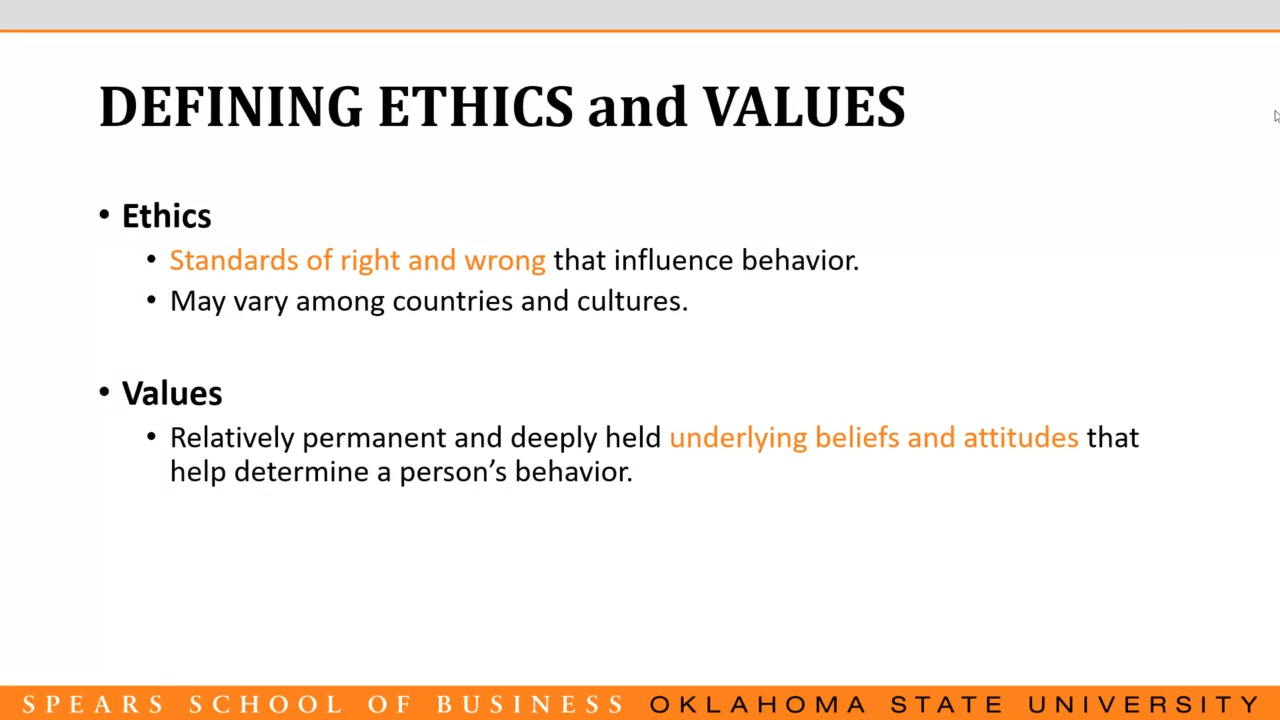 DEFINING ETHICS and VALUES
• Ethics
• Standards of right and wrong that influence behavior.
• May vary among countries and cultures.
• Values
• Relatively permanent and deeply held underlying beliefs and attitudes that
help determine a person’s behavior.
SPEARS SCHOOL OF BUSINESS OKLAHOMA STATE UNIVERSITY